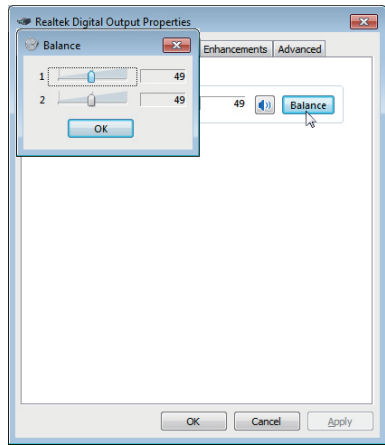 Realtek Digital Output Properties
Balance
Enhancements Advanced
1 49
2 49
OK
49 Balance
OK Cancel Apply